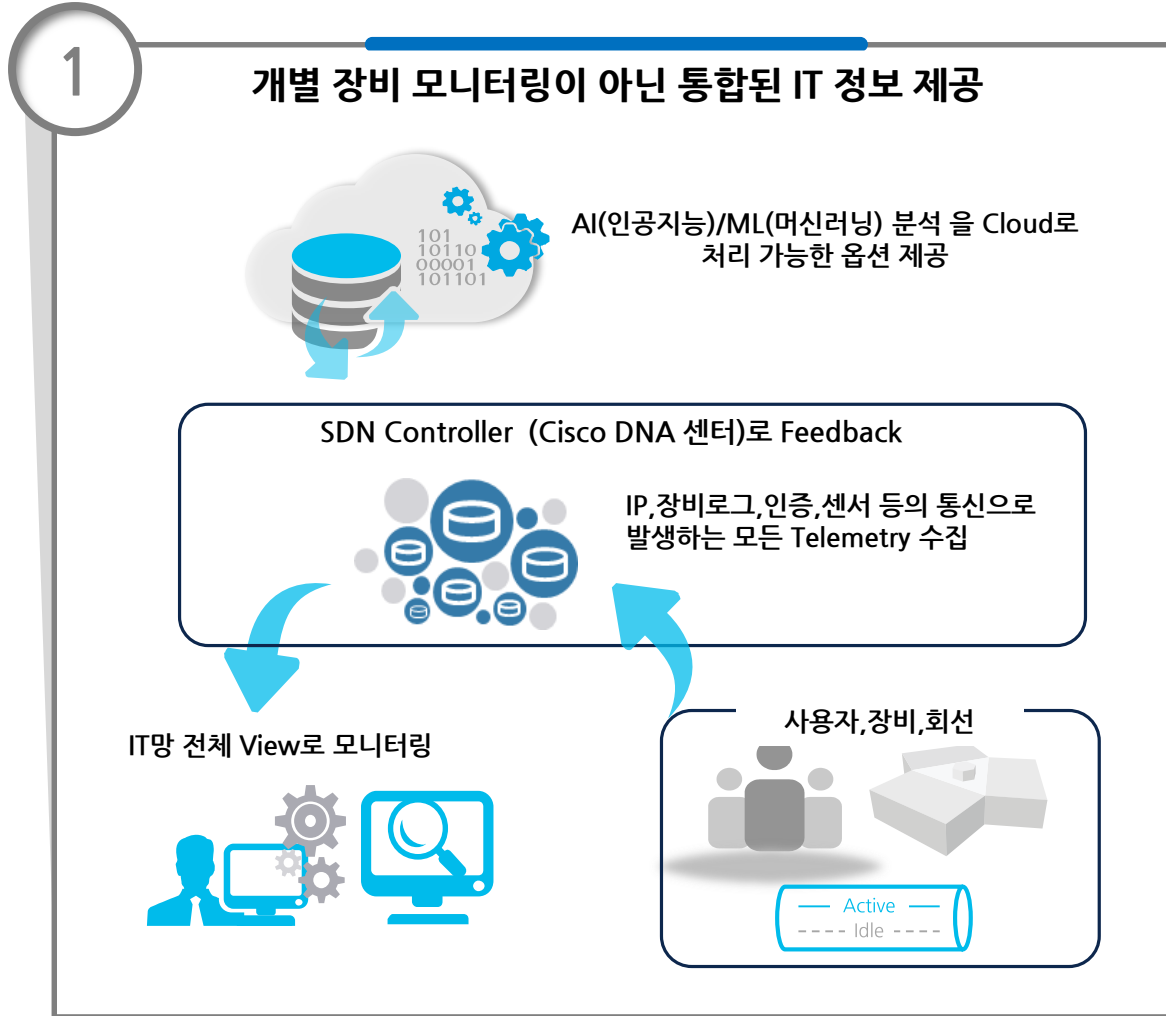 1
개별 장비 모니터링이 아닌 통합된 IT 정보 제공
101
10110
00001
101101
AI(인공지능)/ML(머신러닝) 분석 을 Cloud로
처리 가능한 옵션 제공
SDN Controller (Cisco DNA 센터)로 Feedback
IP,장비로그,인증,센서 등의 통신으로
발생하는 모든 Telemetry 수집
사용자,장비,회선
IT망 전체 View로 모니터링
Active
Idle